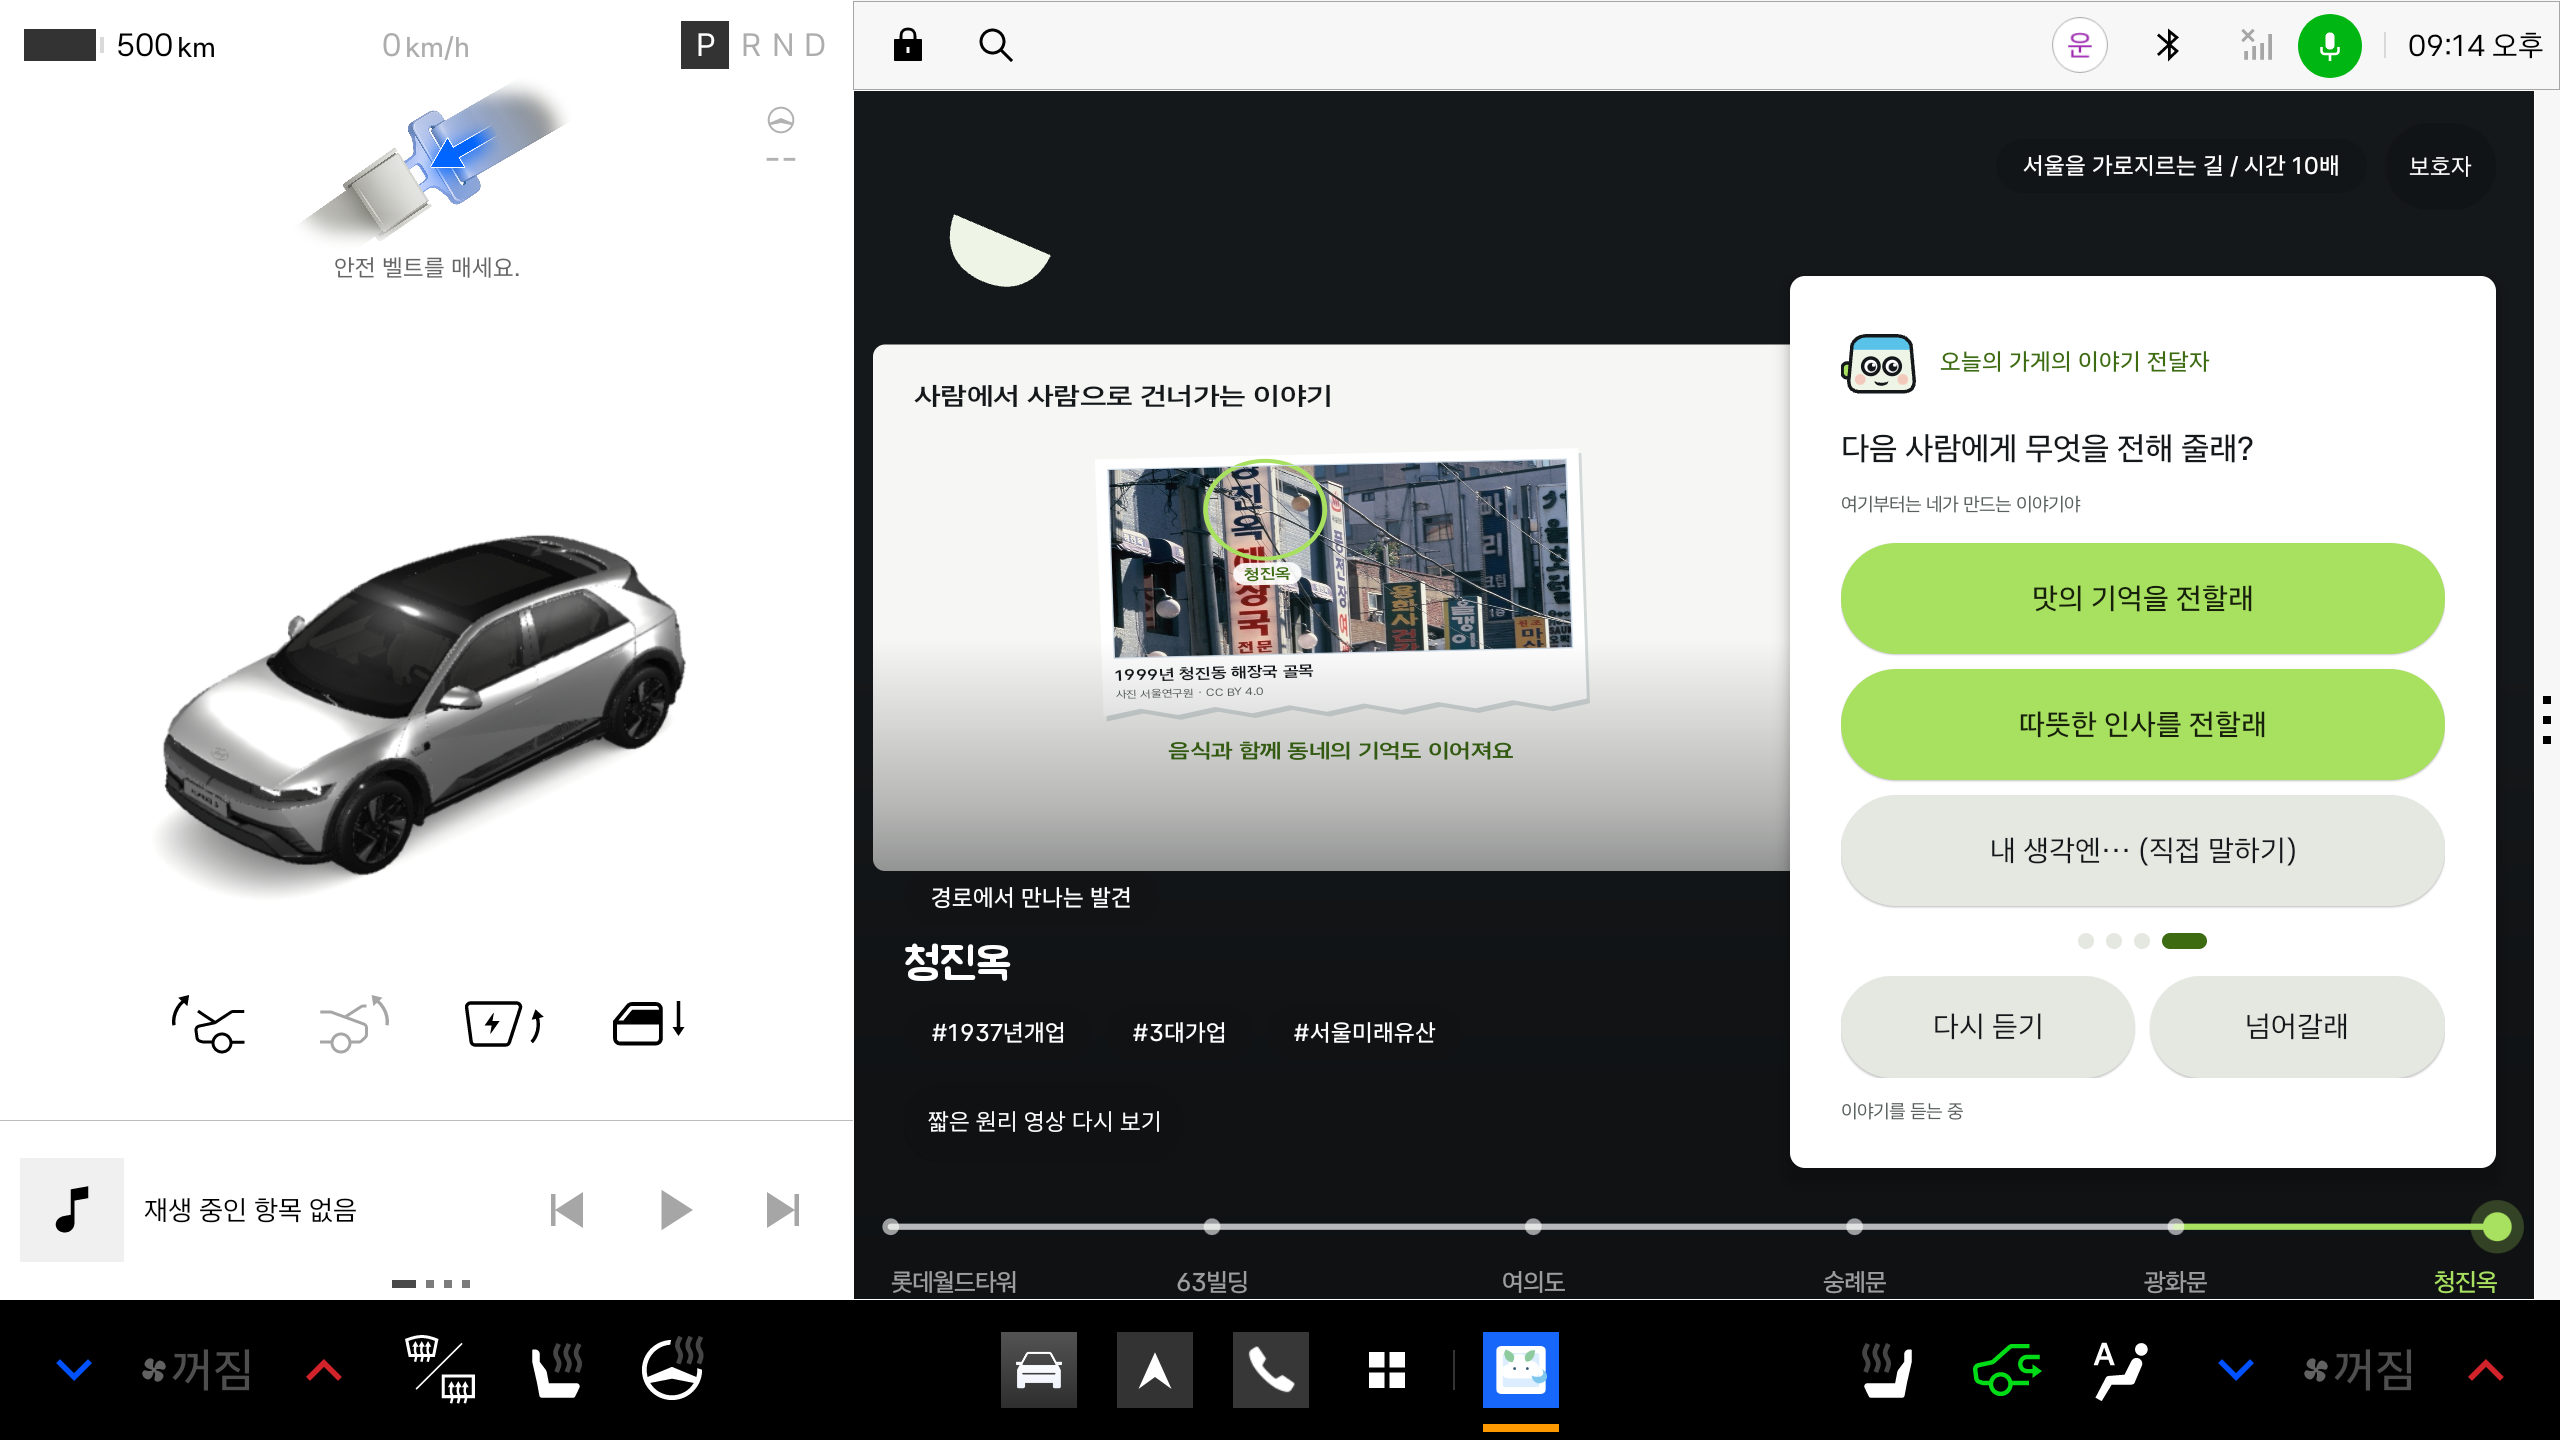 500 km
0 km/h
P R N D
운
09:14 오후
안전 벨트를 매세요.
서울을 가로지르는 길 / 시간 10배
보호자
사람에서 사람으로 건너가는 이야기
청진옥
해장국
전문
청진옥
1999년 청진동 해장국 골목
사진 서울연구원 · CC BY 4.0
음식과 함께 동네의 기억도 이어져요
경로에서 만나는 발견
청진옥
#1937년개업
#3대가업
#서울미래유산
짧은 원리 영상 다시 보기
오늘의 가게의 이야기 전달자
다음 사람에게 무엇을 전해 줄래?
여기부터는 네가 만드는 이야기야
맛의 기억을 전할래
따뜻한 인사를 전할래
내 생각엔… (직접 말하기)
다시 듣기
넘어갈래
이야기를 듣는 중
롯데월드타워
63빌딩
여의도
숭례문
광화문
청진옥
재생 중인 항목 없음
꺼짐
A
꺼짐